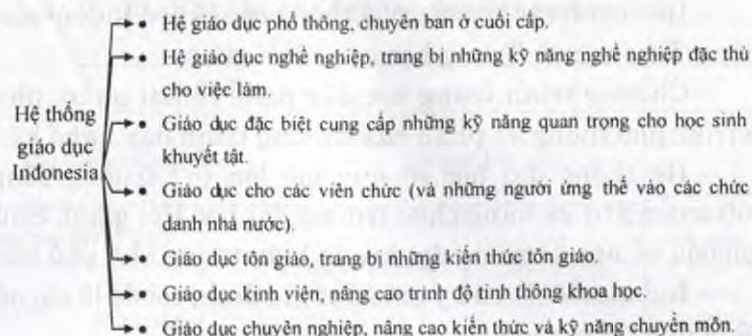 • Hệ giáo dục phổ thông, chuyên ban ở cuối cấp.
• Hệ giáo dục nghề nghiệp, trang bị những kỹ năng nghề nghiệp đặc thù
cho việc làm.
Hệ thống
giáo dục
Indonesia
• Giáo dục đặc biệt cung cấp những kỹ năng quan trọng cho học sinh
khuyết tật.
• Giáo dục cho các viên chức (và những người ứng thế vào các chức
danh nhà nước).
• Giáo dục tôn giáo, trang bị những kiến thức tôn giáo.
• Giáo dục kinh viện, nâng cao trình độ tinh thông khoa học.
• Giáo dục chuyên nghiệp, nâng cao kiến thức và kỹ năng chuyên môn.